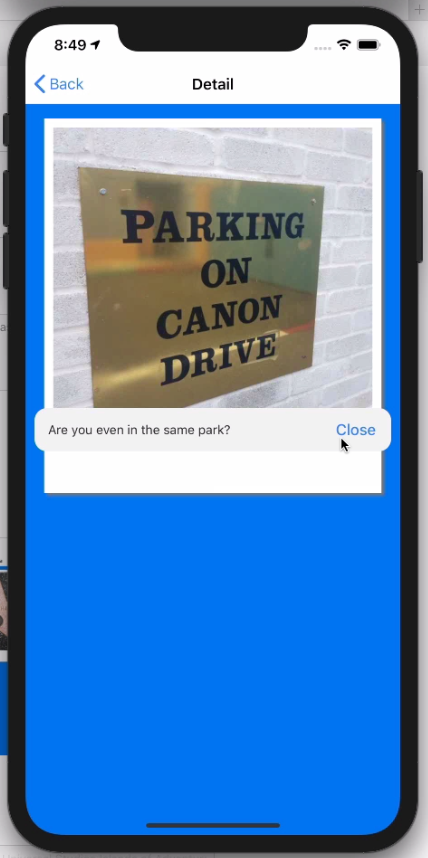 8:49
Back
Detail
PARKING
ON
CANON
DRIVE
Are you even in the same park?
Close